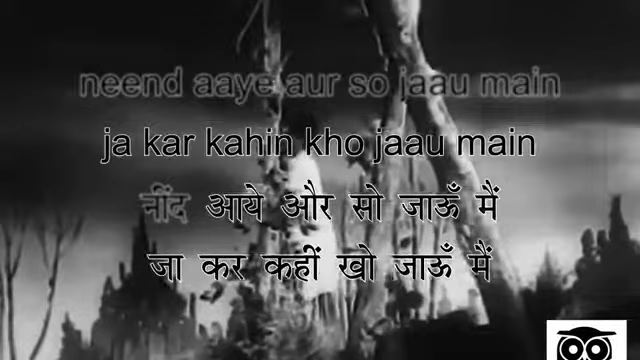 neend aaye aur so jaau main
ja kar kahin kho jaau main
नींद आये और सो जाऊँ मैं
जा कर कहीं खो जाऊँ मैं